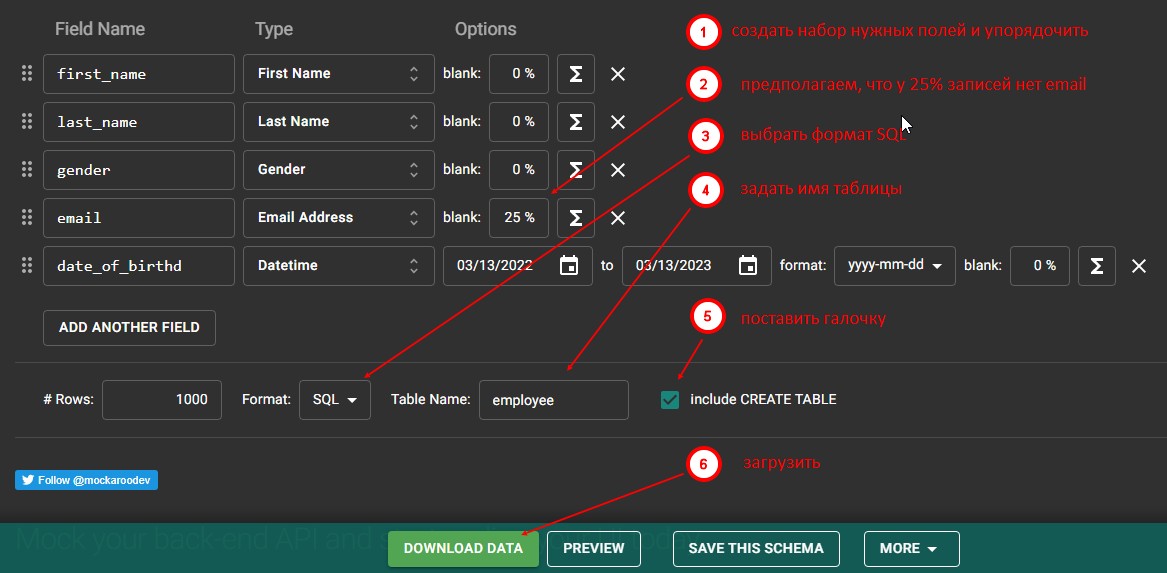 Field Name Type Options
1 создать набор нужных полей и упорядочить
first_name First Name blank: 0 % Σ
2 предполагаем, что у 25% записей нет email
last_name Last Name blank: 0 % Σ
3 выбрать формат SQL
gender Gender blank: 0 % Σ
4 задать имя таблицы
email Email Address blank: 25 % Σ
date_of_birthd Datetime 03/13/2022 to 03/13/2023 format: yyyy-mm-dd blank: 0 % Σ
5 поставить галочку
ADD ANOTHER FIELD
# Rows: 1000 Format: SQL Table Name: employee include CREATE TABLE
6 загрузить
Follow @mockaroodev
Mock your back-end API and
DOWNLOAD DATA PREVIEW SAVE THIS SCHEMA MORE